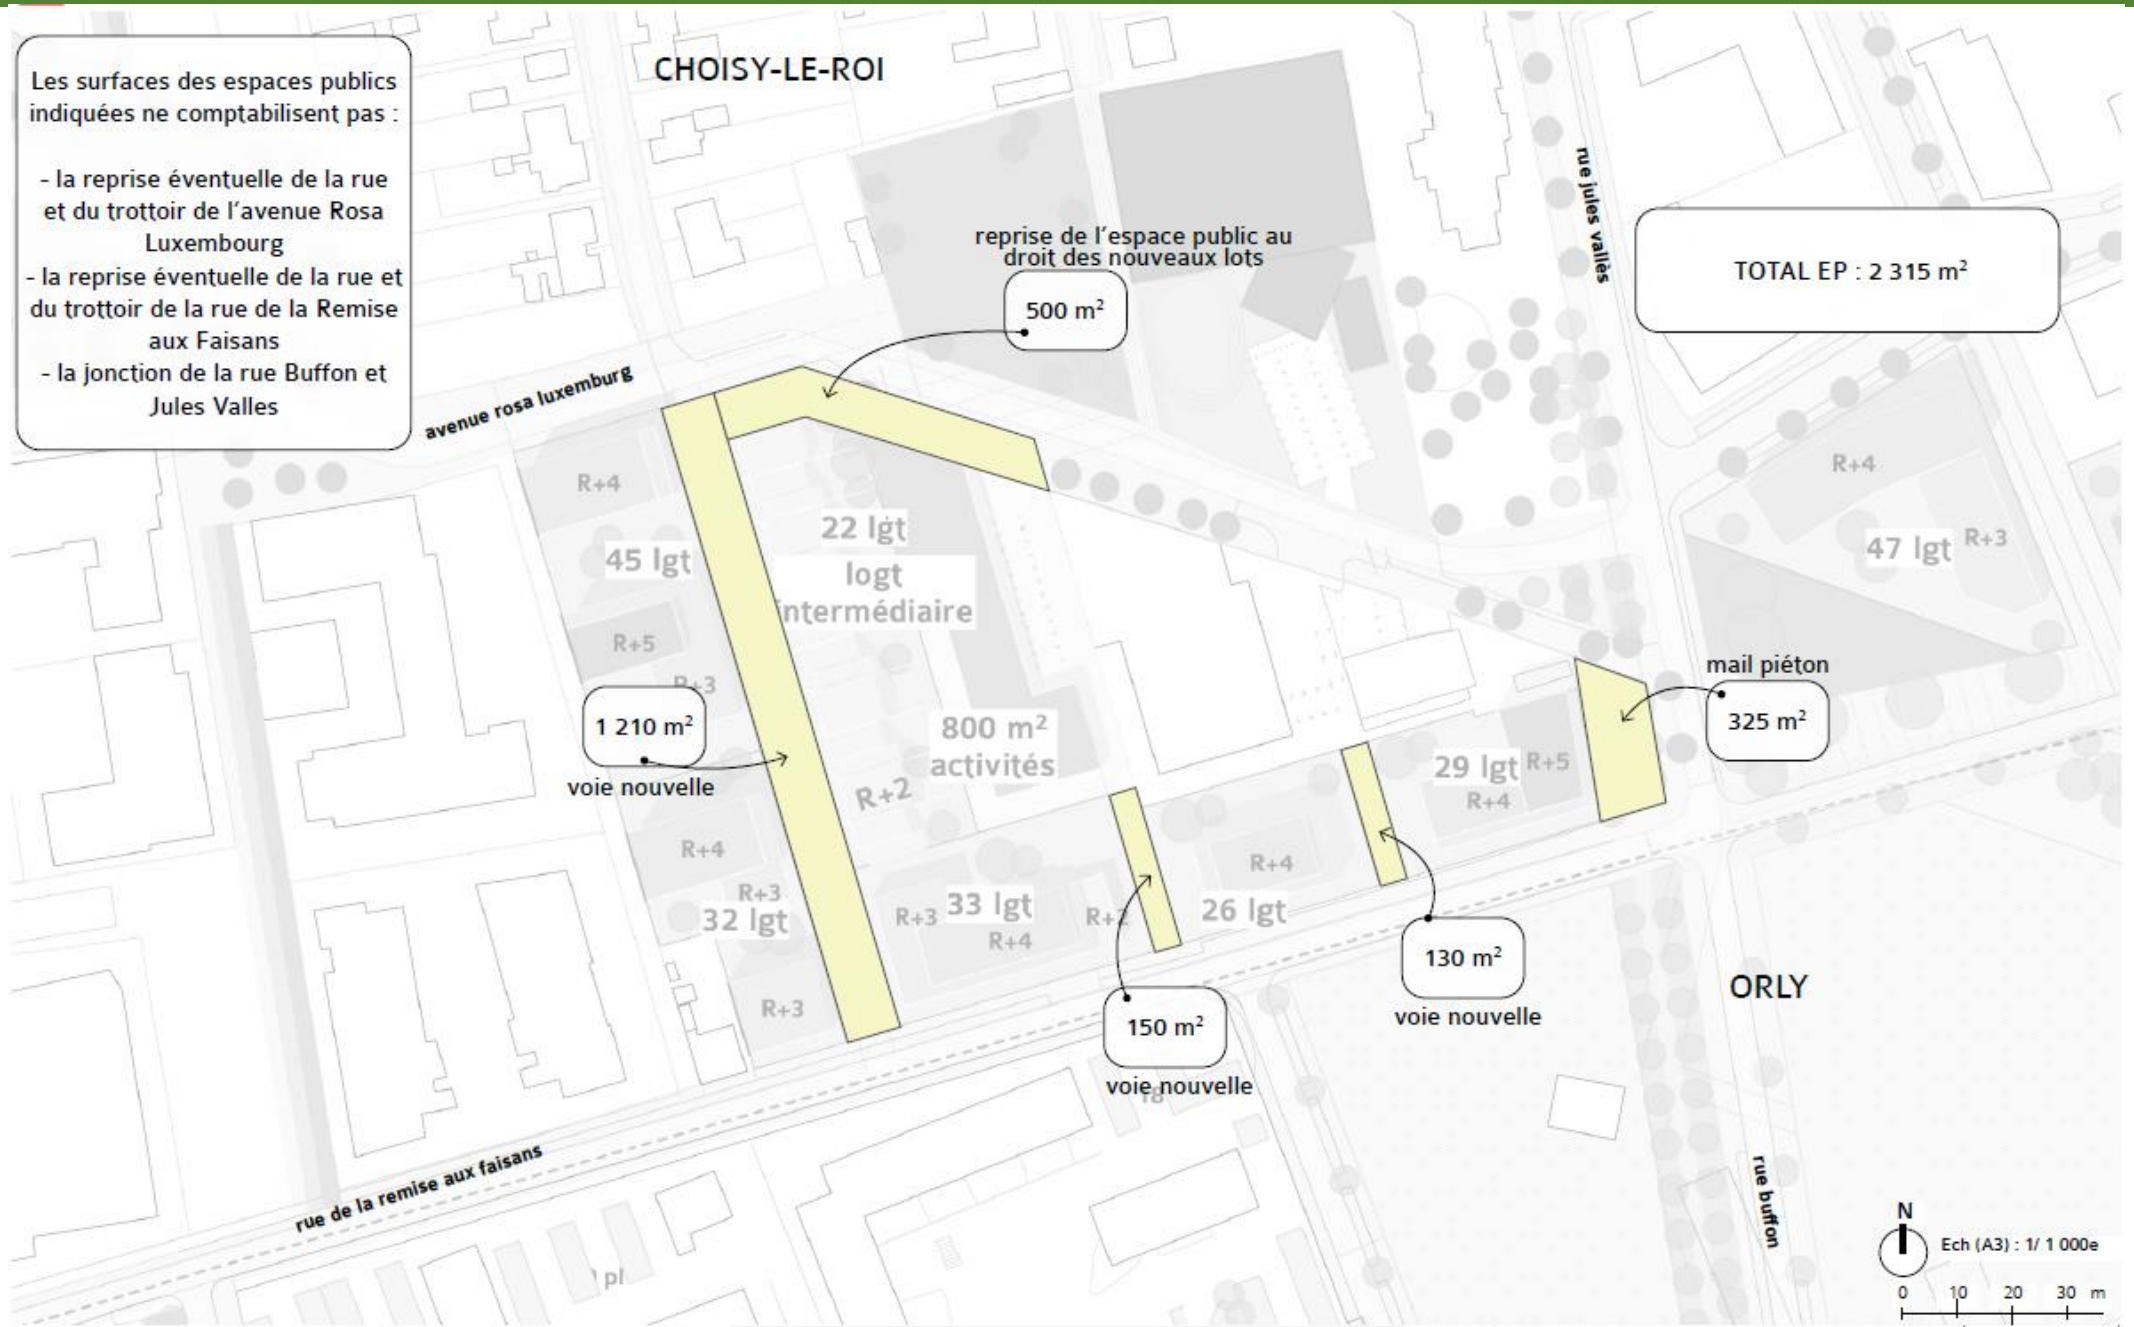 Les surfaces des espaces publics
indiquées ne comptabilisent pas :
- la reprise éventuelle de la rue
et du trottoir de l'avenue Rosa
Luxembourg
- la reprise éventuelle de la rue et
du trottoir de la rue de la Remise
aux Faisans
- la jonction de la rue Buffon et
Jules Valles
CHOISY-LE-ROI
rue jules vallès
reprise de l'espace public au
droit des nouveaux lots
500 m²
TOTAL EP : 2 315 m²
avenue rosa luxemburg
R+4
45 lgt
R+5
R+3
22 lgt
logt
intermédiaire
R+4
47 lgt
R+3
1 210 m²
voie nouvelle
800 m²
activités
R+2
mail piéton
325 m²
29 lgt
R+5
R+4
R+4
R+3
32 lgt
R+3
R+3
33 lgt
R+4
R+4
26 lgt
150 m²
voie nouvelle
130 m²
voie nouvelle
ORLY
18
rue de la remise aux faisans
pl
rue buffon
N
Ech (A3) : 1/ 1 000e
0 10 20 30 m